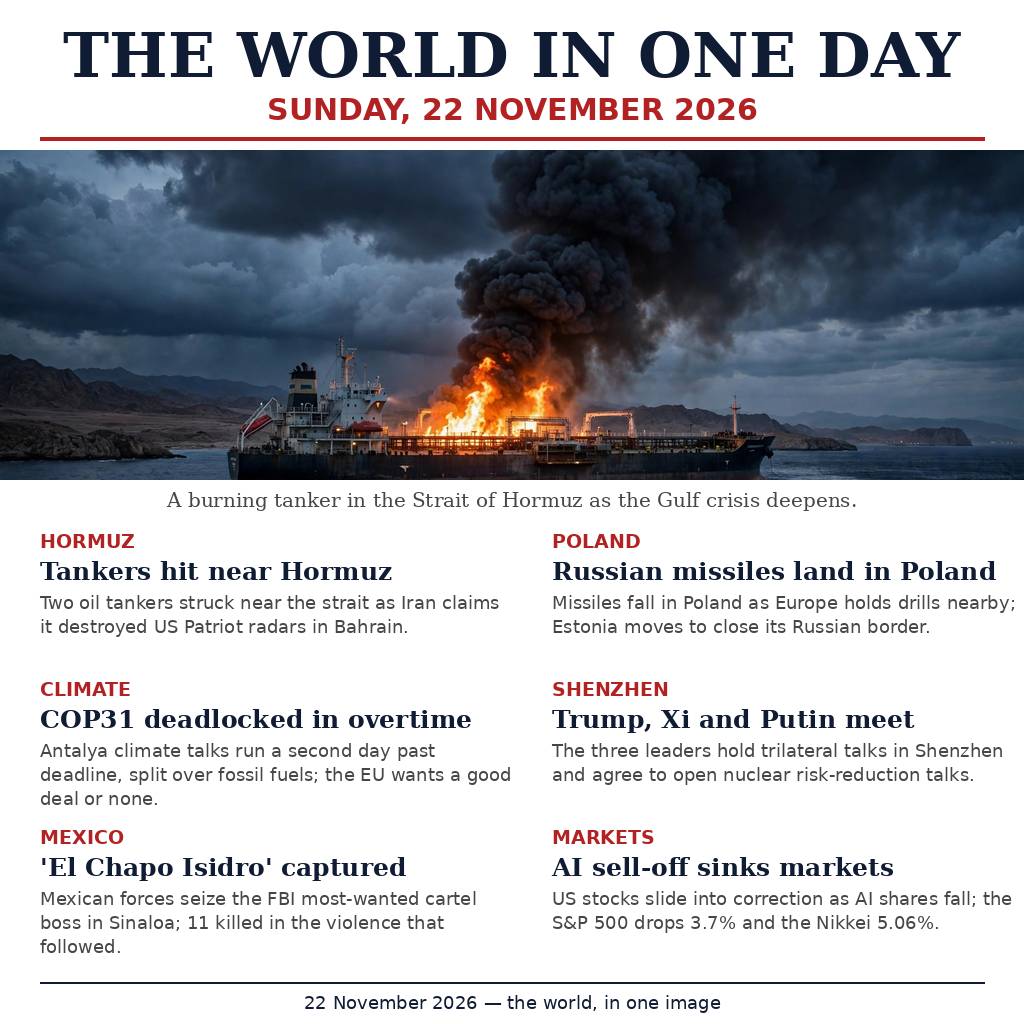 THE WORLD IN ONE DAY
SUNDAY, 22 NOVEMBER 2026
A burning tanker in the Strait of Hormuz as the Gulf crisis deepens.
HORMUZ
Tankers hit near Hormuz
Two oil tankers struck near the strait as Iran claims
it destroyed US Patriot radars in Bahrain.
POLAND
Russian missiles land in Poland
Missiles fall in Poland as Europe holds drills nearby;
Estonia moves to close its Russian border.
CLIMATE
COP31 deadlocked in overtime
Antalya climate talks run a second day past
deadline, split over fossil fuels; the EU wants a good
deal or none.
SHENZHEN
Trump, Xi and Putin meet
The three leaders hold trilateral talks in Shenzhen
and agree to open nuclear risk-reduction talks.
MEXICO
'El Chapo Isidro' captured
Mexican forces seize the FBI most-wanted cartel
boss in Sinaloa; 11 killed in the violence that
followed.
MARKETS
AI sell-off sinks markets
US stocks slide into correction as AI shares fall; the
S&P 500 drops 3.7% and the Nikkei 5.06%.
22 November 2026 — the world, in one image